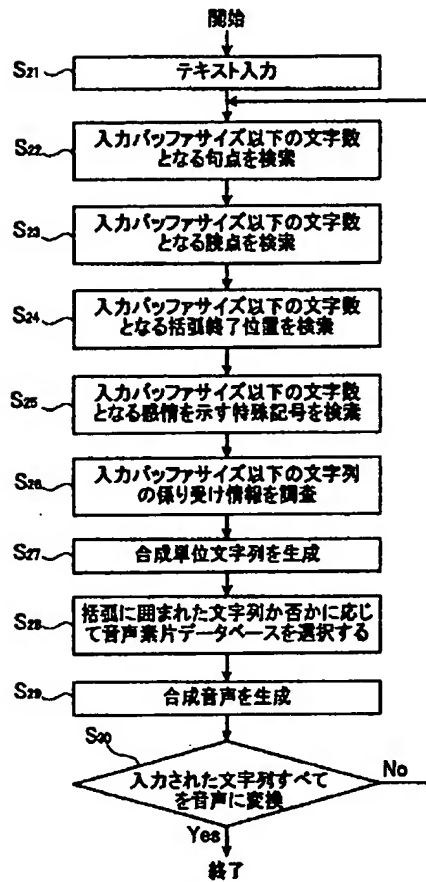 開始
S21
テキスト入力
S22
入力バッファサイズ以下の文字数
となる句点を検索
S23
入力バッファサイズ以下の文字数
となる読点を検索
S24
入力バッファサイズ以下の文字数
となる括弧終了位置を検索
S25
入力バッファサイズ以下の文字数
となる感情を示す特殊記号を検索
S26
入力バッファサイズ以下の文字列
の係り受け情報を調査
S27
合成単位文字列を生成
S28
括弧に囲まれた文字列か否かに応じ
て音声素片データベースを選択する
S29
合成音声を生成
S30
入力された文字列すべて
を音声に変換
No
Yes
終了